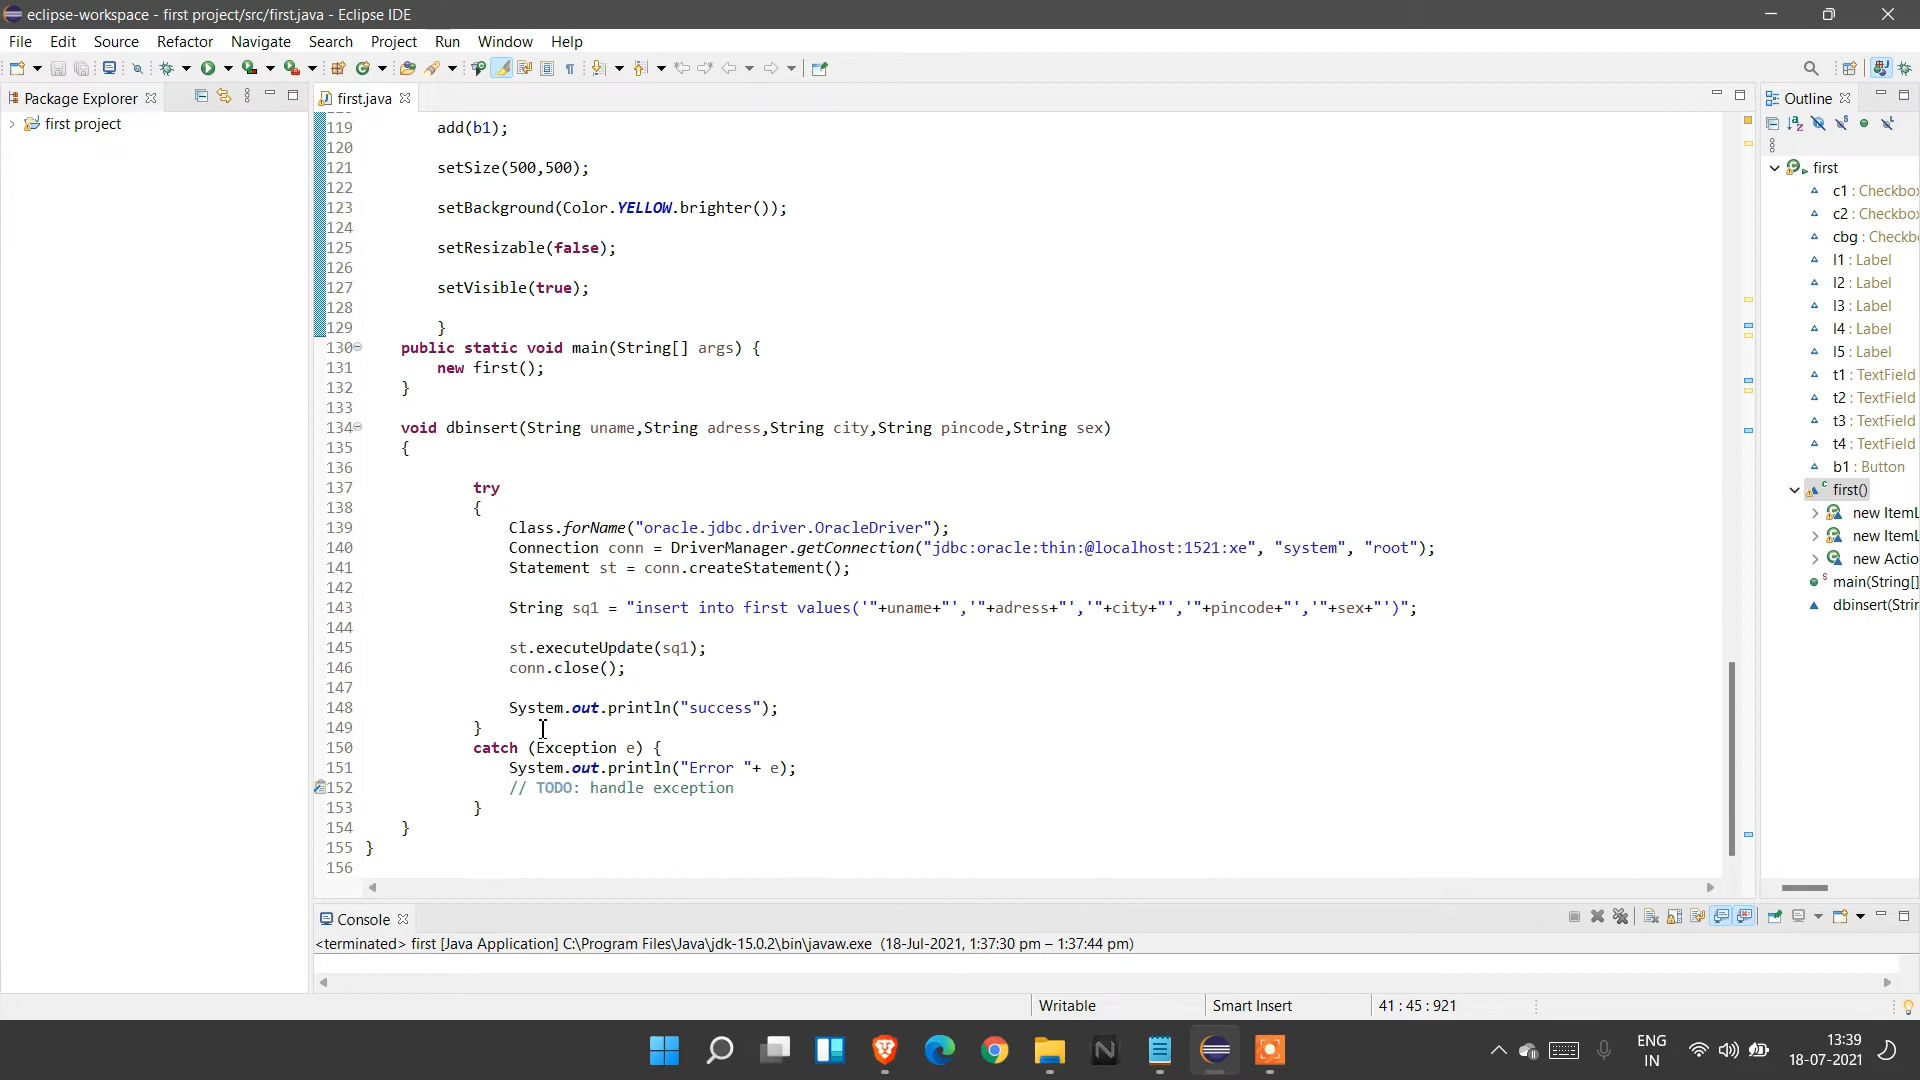 eclipse-workspace - first project/src/first.java - Eclipse IDE
File Edit Source Refactor Navigate Search Project Run Window Help
Package Explorer
first.java
Outline
first project
119 add(b1);
120
121 setSize(500,500);
122
123 setBackground(Color.YELLOW.brighter());
124
125 setResizable(false);
126
127 setVisible(true);
128
129 }
130 public static void main(String[] args) {
131 new first();
132 }
133
134 void dbinsert(String uname,String adress,String city,String pincode,String sex)
135 {
136
137 try
138 {
139 Class.forName("oracle.jdbc.driver.OracleDriver");
140 Connection conn = DriverManager.getConnection("jdbc:oracle:thin:@localhost:1521:xe", "system", "root");
141 Statement st = conn.createStatement();
142
143 String sq1 = "insert into first values('"+uname+"','"+adress+"','"+city+"','"+pincode+"','"+sex+"')";
144
145 st.executeUpdate(sq1);
146 conn.close();
147
148 System.out.println("success");
149 }
150 catch (Exception e) {
151 System.out.println("Error "+ e);
152 // TODO: handle exception
153 }
154 }
155 }
156
first
c1 : Checkbox
c2 : Checkbox
cbg : Checkb
l1 : Label
l2 : Label
l3 : Label
l4 : Label
l5 : Label
t1 : TextField
t2 : TextField
t3 : TextField
t4 : TextField
b1 : Button
first()
new ItemL
new ItemL
new Actio
main(String[]
dbinsert(Strin
Console
<terminated> first [Java Application] C:\Program Files\Java\jdk-15.0.2\bin\javaw.exe (18-Jul-2021, 1:37:30 pm – 1:37:44 pm)
Writable Smart Insert 41 : 45 : 921
ENG
IN
13:39
18-07-2021